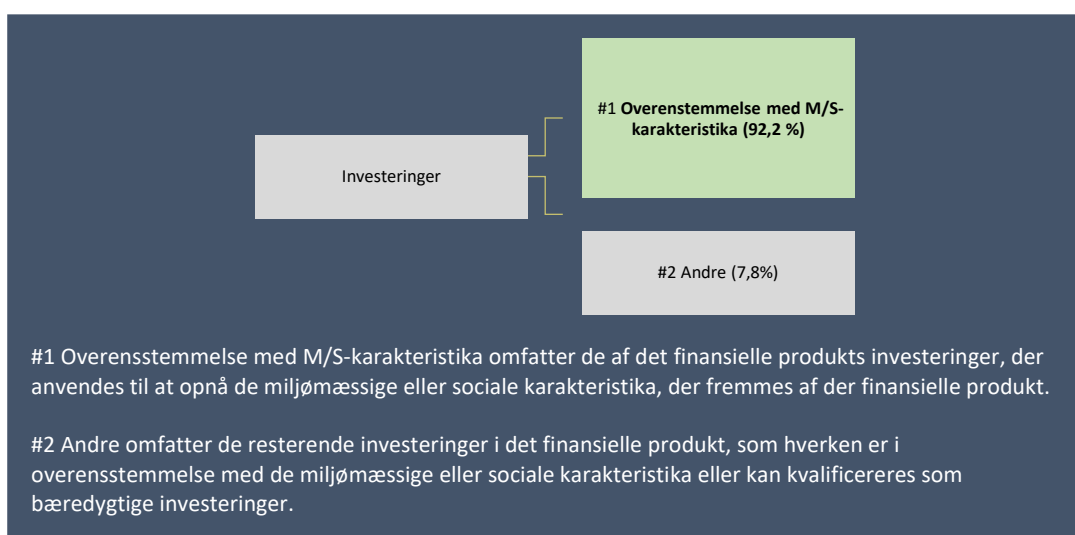 #1 Overenstemmelse med M/S-
karakteristika (92,2 %)
Investeringer
#2 Andre (7,8%)
#1 Overensstemmelse med M/S-karakteristika omfatter de af det finansielle produkts investeringer, der
anvendes til at opnå de miljømæssige eller sociale karakteristika, der fremmes af der finansielle produkt.
#2 Andre omfatter de resterende investeringer i det finansielle produkt, som hverken er i
overensstemmelse med de miljømæssige eller sociale karakteristika eller kan kvalificereres som
bæredygtige investeringer.